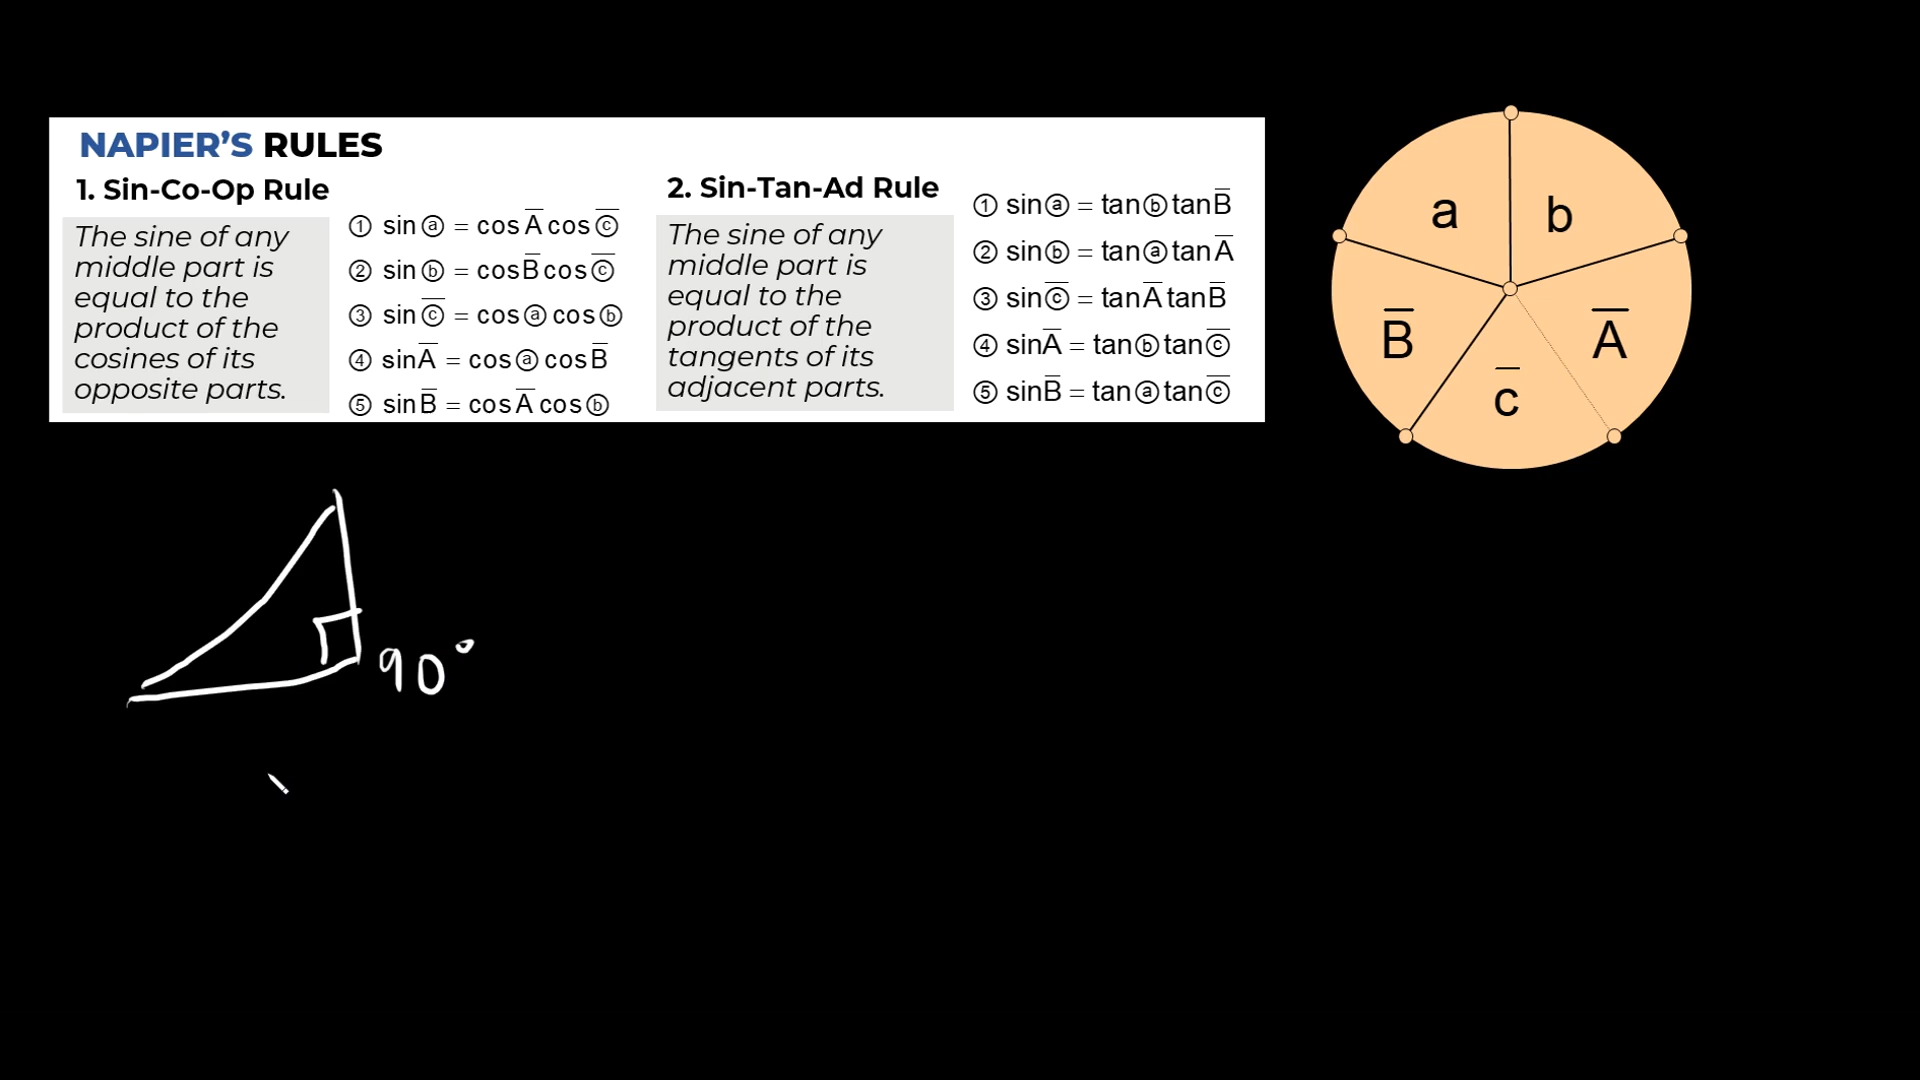 NAPIER'S RULES
1. Sin-Co-Op Rule
The sine of any
middle part is
equal to the
product of the
cosines of its
opposite parts.
① sin ⓐ = cos A̅ cos c̅
② sin ⓑ = cos B̅ cos c̅
③ sin c̅ = cos ⓐ cos ⓑ
④ sin A̅ = cos ⓐ cos B̅
⑤ sin B̅ = cos A̅ cos ⓑ
2. Sin-Tan-Ad Rule
The sine of any
middle part is
equal to the
product of the
tangents of its
adjacent parts.
① sin ⓐ = tan ⓑ tan B̅
② sin ⓑ = tan ⓐ tan A̅
③ sin c̅ = tan A̅ tan B̅
④ sin A̅ = tan ⓑ tan c̅
⑤ sin B̅ = tan ⓐ tan c̅
a b
B̅ A̅
c̅
90°